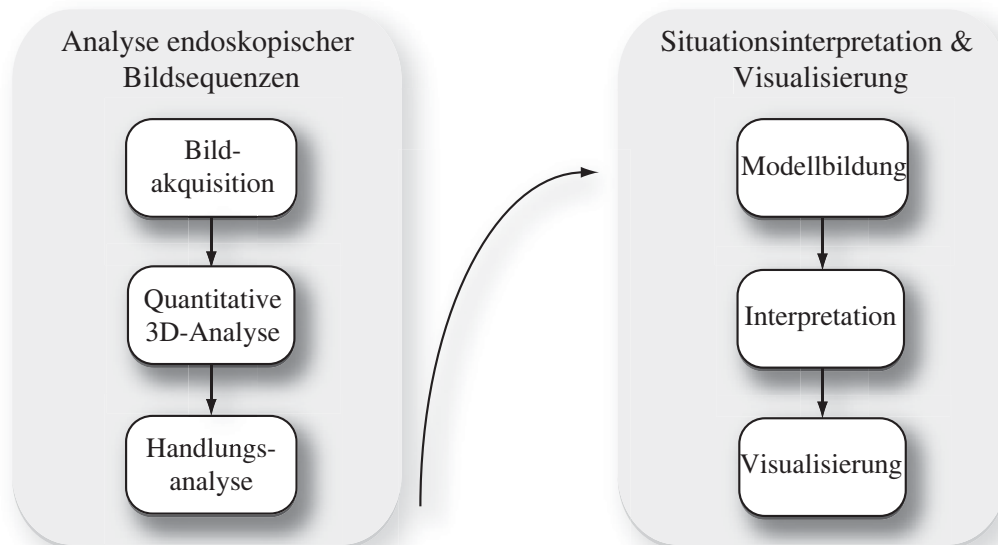 Analyse endoskopischer
Bildsequenzen
Bild-
akquisition
Quantitative
3D-Analyse
Handlungs-
analyse
Situationsinterpretation &
Visualisierung
Modellbildung
Interpretation
Visualisierung